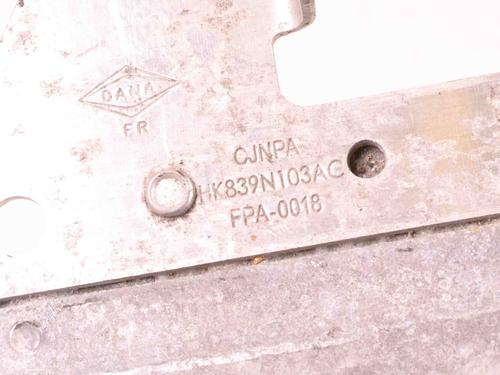 DANA
FR
CJNPA
HK839N103AC
FPA-0018